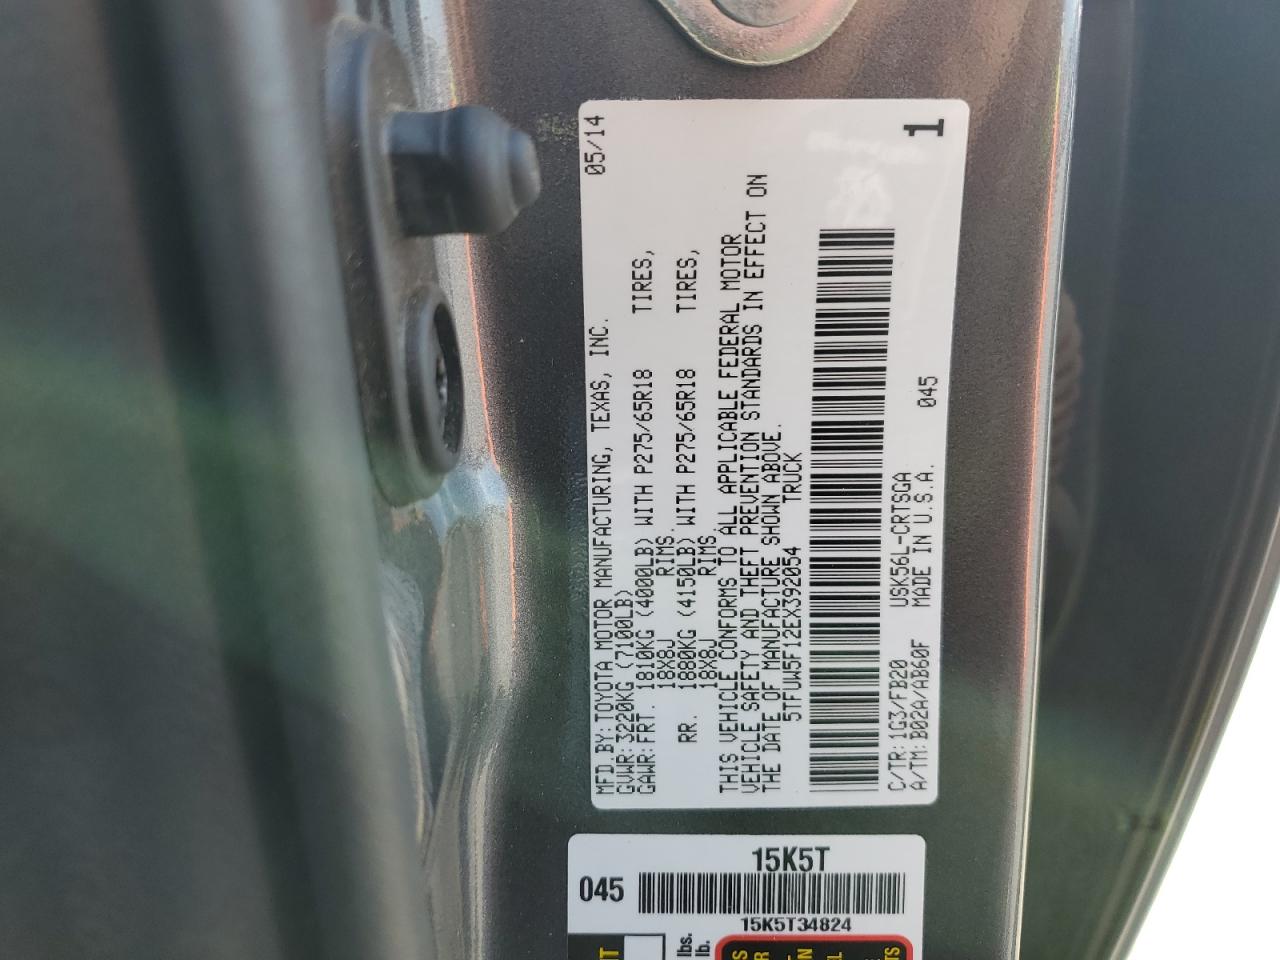 MFD.BY:TOYOTA MOTOR MANUFACTURING, TEXAS, INC. 05/14
GVWR:3220KG (7100LB)
GAWR:FRT. 1810KG (4000LB) WITH P275/65R18 TIRES,
18X8J RIMS.
RR. 1880KG (4150LB) WITH P275/65R18 TIRES,
18X8J RIMS.
THIS VEHICLE CONFORMS TO ALL APPLICABLE FEDERAL MOTOR
VEHICLE SAFETY AND THEFT PREVENTION STANDARDS IN EFFECT ON
THE DATE OF MANUFACTURE SHOWN ABOVE.
5TFUW5F12EX392054 TRUCK
C/TR:1G3/FB20 USK56L-CRTSGA
A/TM:B02A/AB60F MADE IN U.S.A. 045 1
15K5T
045
15K5T34824
lbs.
lb.